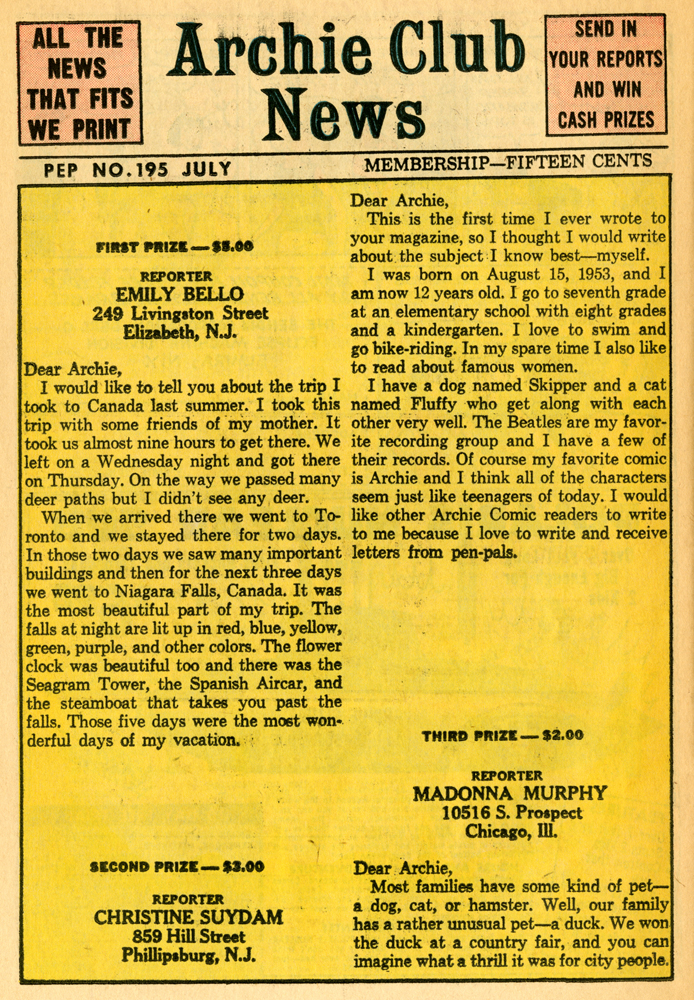 ALL THE
NEWS
THAT FITS
WE PRINT
Archie Club
News
SEND IN
YOUR REPORTS
AND WIN
CASH PRIZES
PEP NO.195 JULY
MEMBERSHIP—FIFTEEN CENTS
FIRST PRIZE — $5.00
REPORTER
EMILY BELLO
249 Livingston Street
Elizabeth, N.J.
Dear Archie,
I would like to tell you about the trip I
took to Canada last summer. I took this
trip with some friends of my mother. It
took us almost nine hours to get there. We
left on a Wednesday night and got there
on Thursday. On the way we passed many
deer paths but I didn't see any deer.
When we arrived there we went to To-
ronto and we stayed there for two days.
In those two days we saw many important
buildings and then for the next three days
we went to Niagara Falls, Canada. It was
the most beautiful part of my trip. The
falls at night are lit up in red, blue, yellow,
green, purple, and other colors. The flower
clock was beautiful too and there was the
Seagram Tower, the Spanish Aircar, and
the steamboat that takes you past the
falls. Those five days were the most won-
derful days of my vacation.
SECOND PRIZE — $3.00
REPORTER
CHRISTINE SUYDAM
859 Hill Street
Phillipsburg, N.J.
Dear Archie,
This is the first time I ever wrote to
your magazine, so I thought I would write
about the subject I know best—myself.
I was born on August 15, 1953, and I
am now 12 years old. I go to seventh grade
at an elementary school with eight grades
and a kindergarten. I love to swim and
go bike-riding. In my spare time I also like
to read about famous women.
I have a dog named Skipper and a cat
named Fluffy who get along with each
other very well. The Beatles are my favor-
ite recording group and I have a few of
their records. Of course my favorite comic
is Archie and I think all of the characters
seem just like teenagers of today. I would
like other Archie Comic readers to write
to me because I love to write and receive
letters from pen-pals.
THIRD PRIZE — $2.00
REPORTER
MADONNA MURPHY
10516 S. Prospect
Chicago, Ill.
Dear Archie,
Most families have some kind of pet—
a dog, cat, or hamster. Well, our family
has a rather unusual pet—a duck. We won
the duck at a country fair, and you can
imagine what a thrill it was for city people.